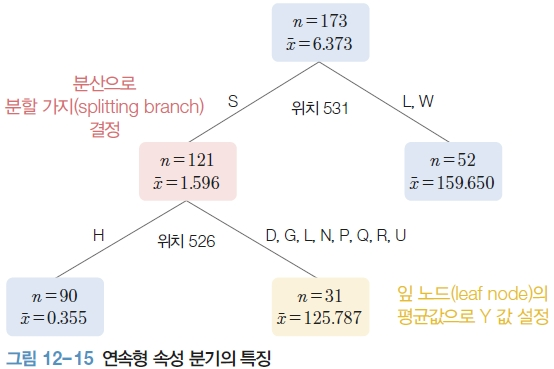 n=173
x̄=6.373
분산으로
분할 가지(splitting branch)
결정
S
위치 531
L, W
n=121
x̄=1.596
n=52
x̄=159.650
H
위치 526
D, G, L, N, P, Q, R, U
n=90
x̄=0.355
n=31
x̄=125.787
잎 노드(leaf node)의
평균값으로 Y 값 설정
그림 12-15 연속형 속성 분기의 특징